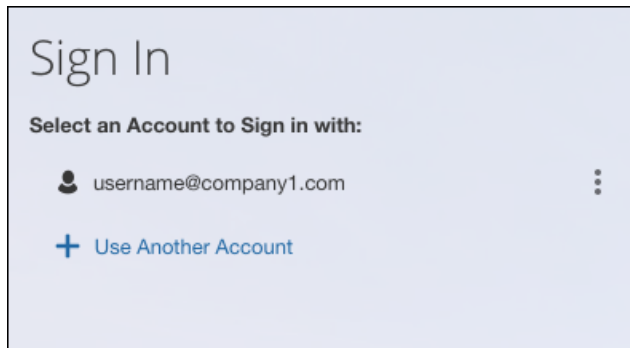 Sign In
Select an Account to Sign in with:
username@company1.com
Use Another Account